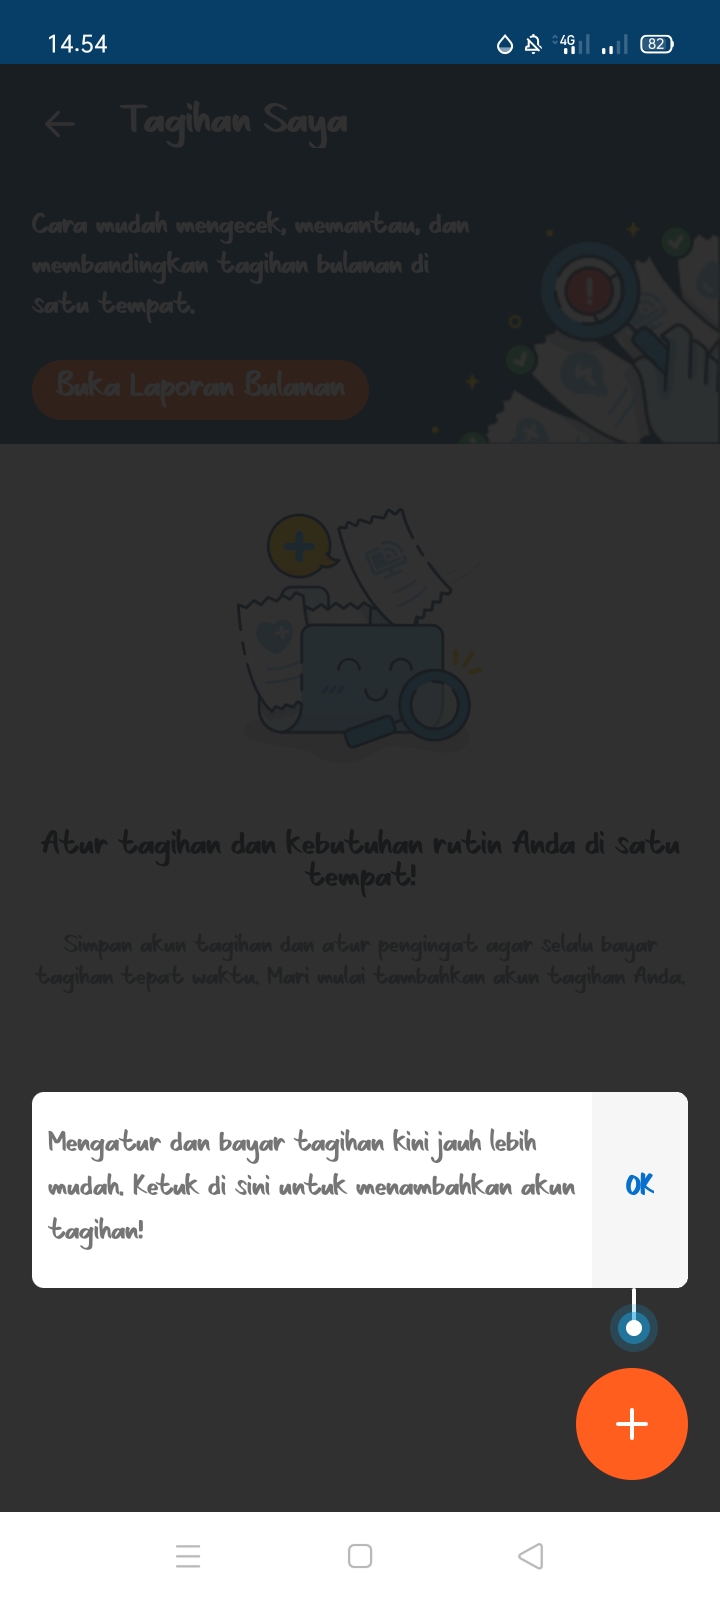 14.54
4G
82
Tagihan Saya
Cara mudah mengecek, memantau, dan
membandingkan tagihan bulanan di
satu tempat.
Buka Laporan Bulanan
Atur tagihan dan kebutuhan rutin Anda di satu
tempat!
Simpan akun tagihan dan atur pengingat agar selalu bayar
tagihan tepat waktu. Mari mulai tambahkan akun tagihan Anda.
Mengatur dan bayar tagihan kini jauh lebih
mudah. Ketuk di sini untuk menambahkan akun
tagihan!
OK